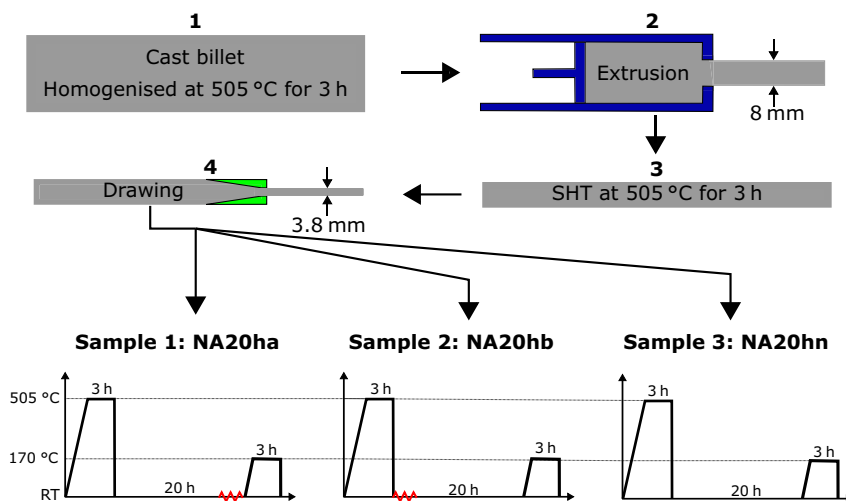 1
Cast billet
Homogenised at 505 °C for 3 h
2
Extrusion
8 mm
3
SHT at 505 °C for 3 h
4
Drawing
3.8 mm
Sample 1: NA20ha
Sample 2: NA20hb
Sample 3: NA20hn
505 °C
170 °C
RT
3 h
20 h
3 h
3 h
20 h
3 h
3 h
20 h
3 h